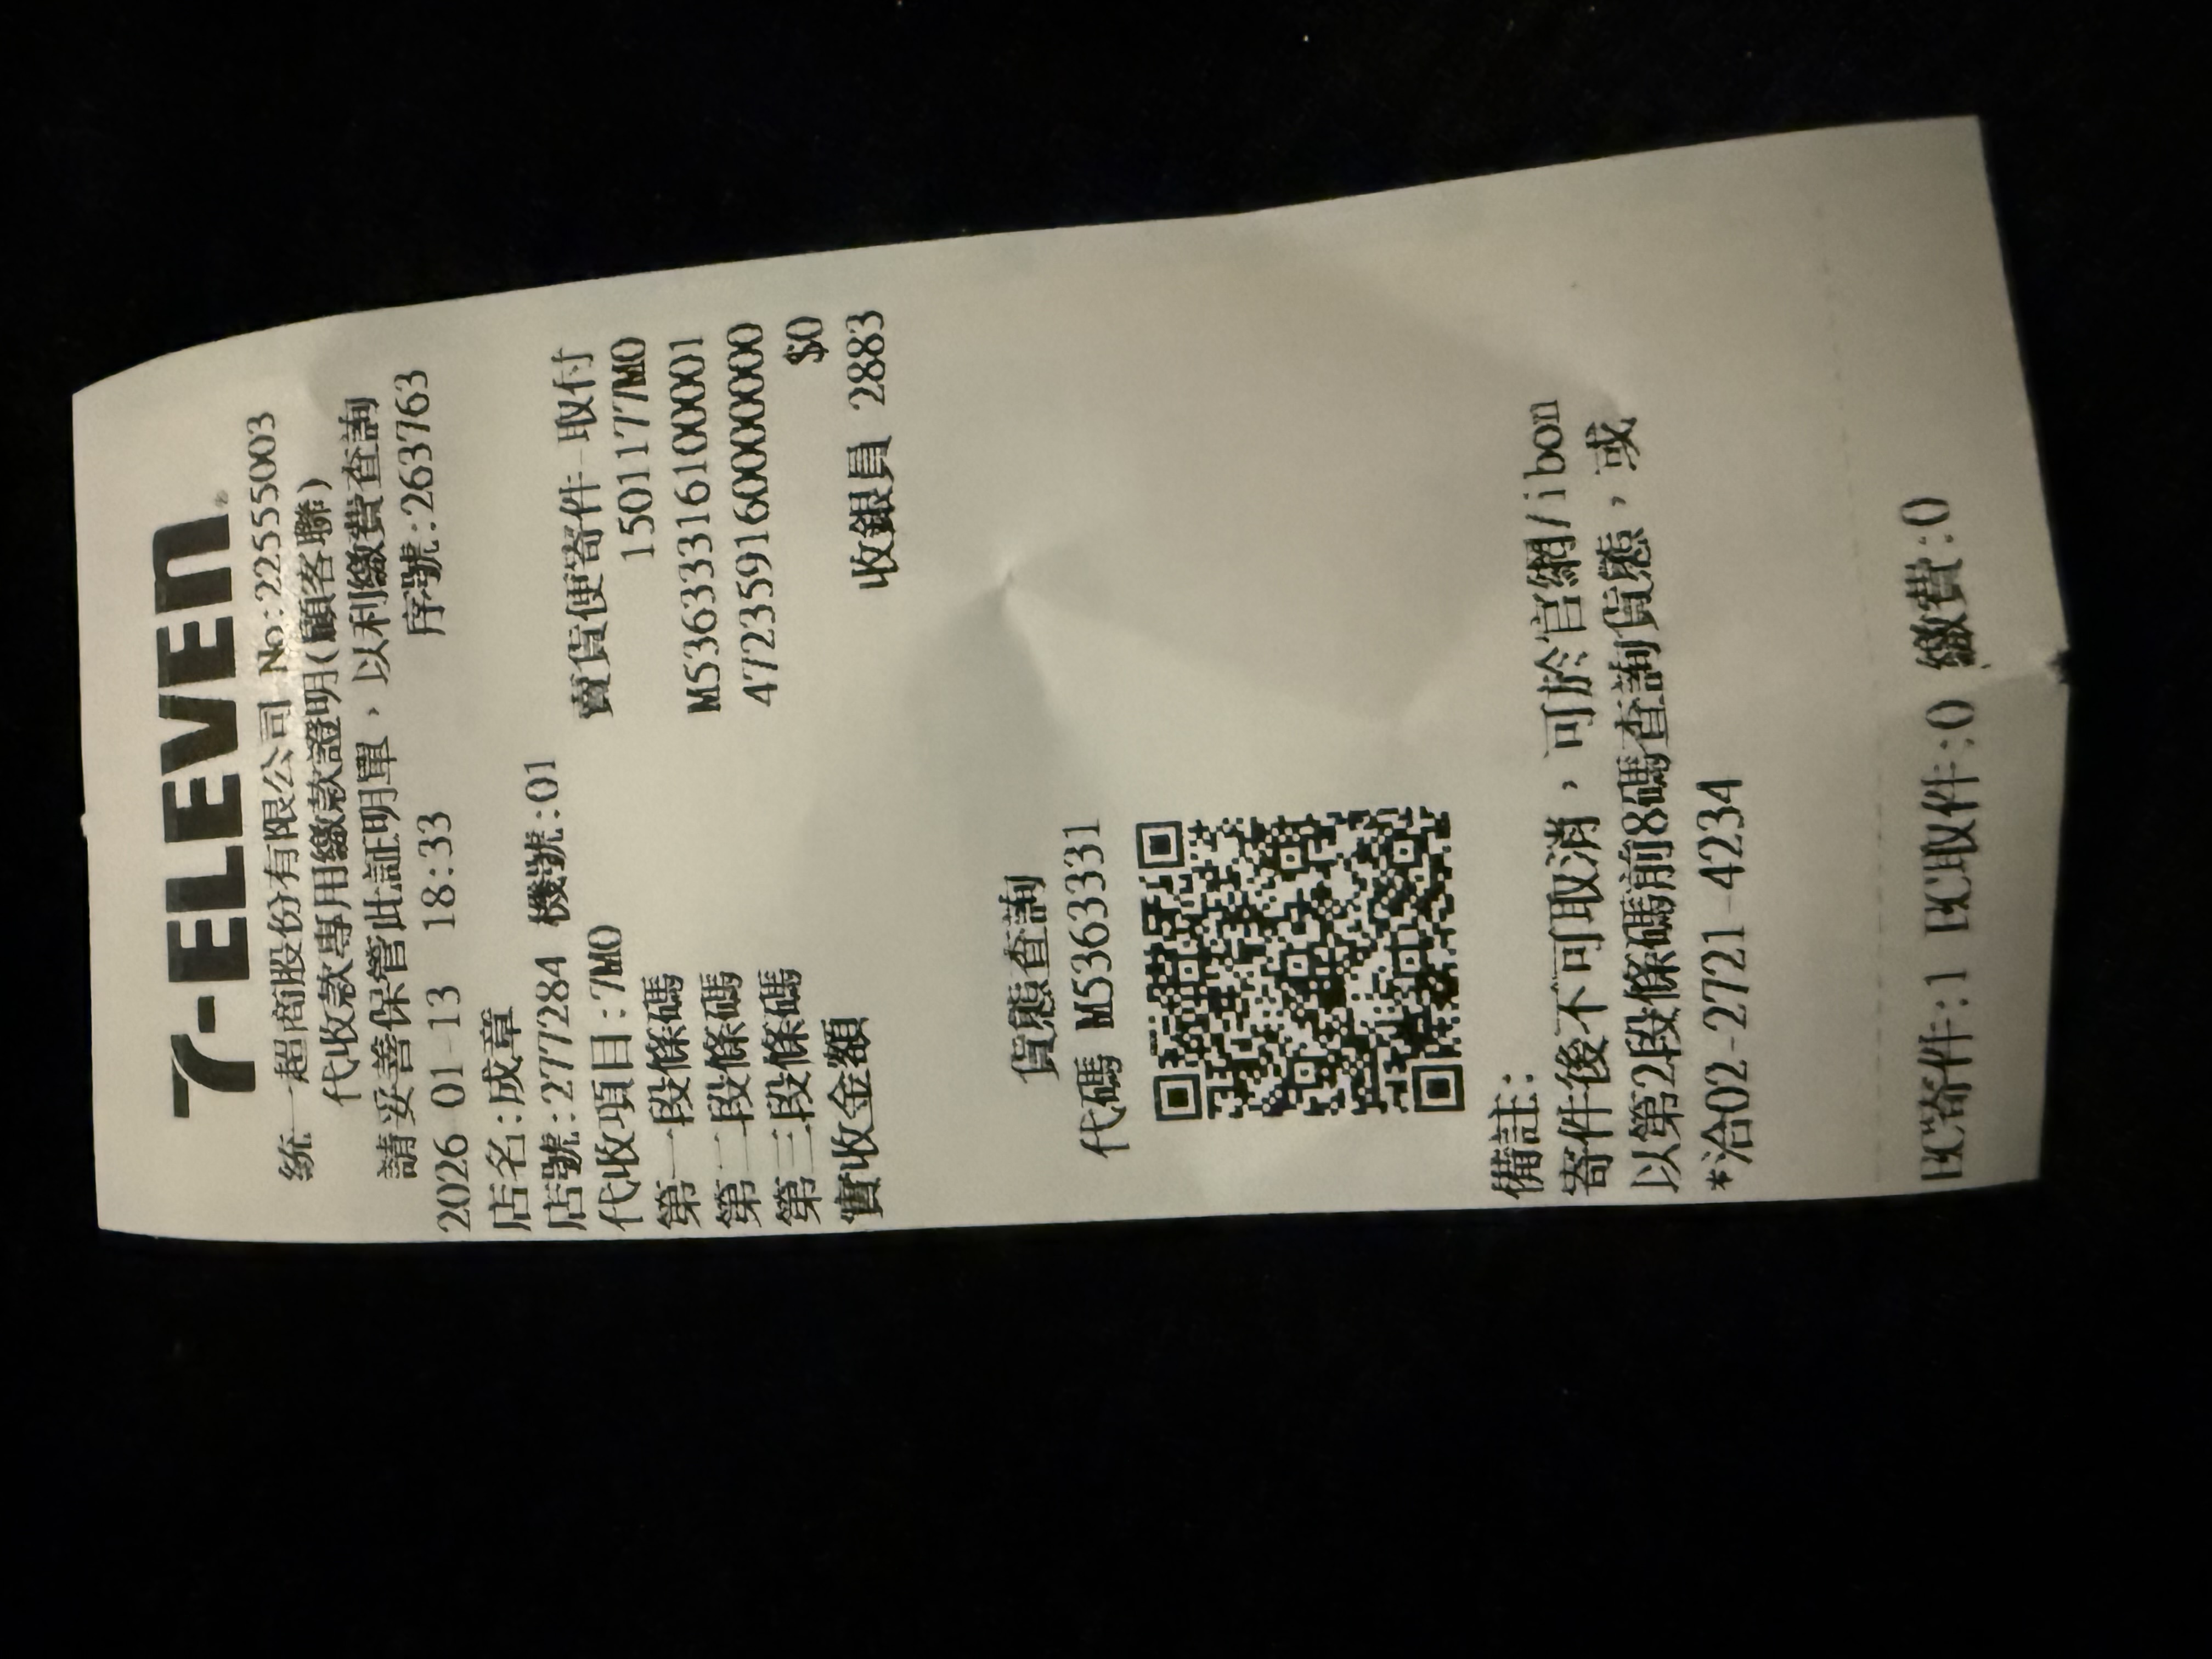 7-ELEVEN®
統一超商股份有限公司 No:22555003
代收款專用繳款證明(顧客聯)
請妥善保管此証明單，以利繳費查詢
2026-01-13 18:33 序號:263763
店名:成章
店號:277284 機號:01
代收項目:7M0 賣貨便寄件-取付
第一段條碼 1501177M0
第二段條碼 M536333161000001
第三段條碼 472359160000000
實收金額 $0
收銀員 2883
貨態查詢
代碼 M5363331
備註:
寄件後不可取消，可於官網/ibon
以第2段條碼前8碼查詢貨態，或
*洽02-2721-4234
EC寄件:1 EC取件:0 繳費:0